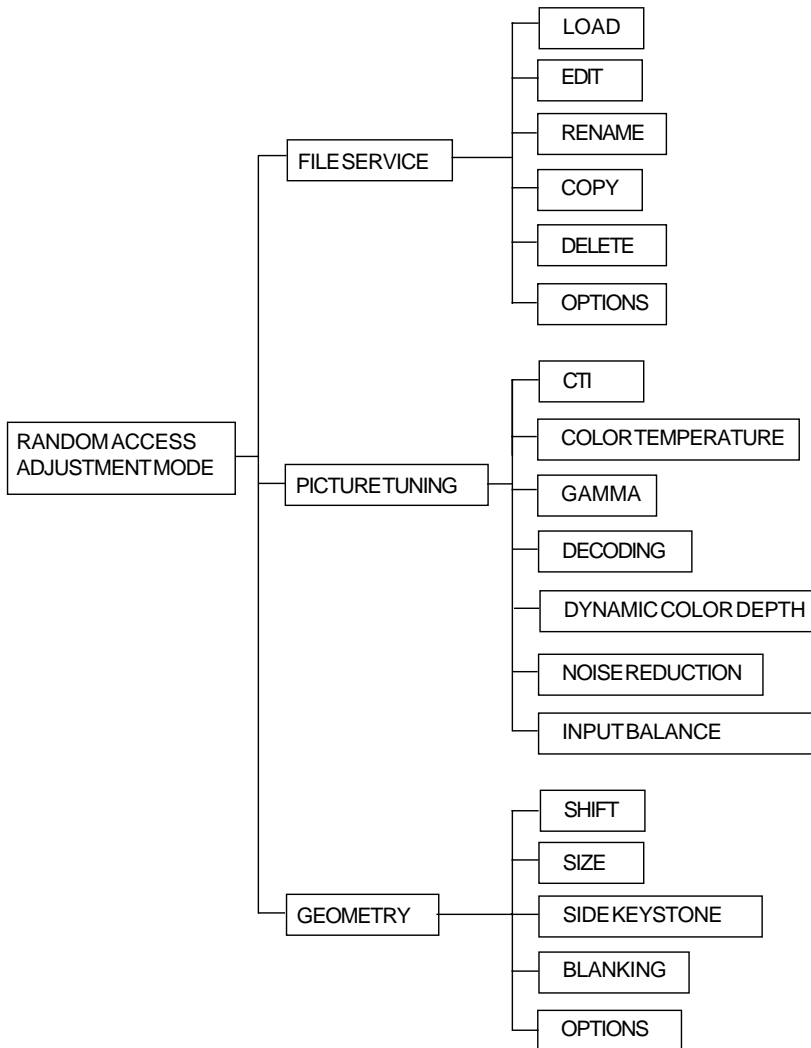 RANDOM ACCESS
ADJUSTMENT MODE
FILE SERVICE
LOAD
EDIT
RENAME
COPY
DELETE
OPTIONS
PICTURE TUNING
CTI
COLOR TEMPERATURE
GAMMA
DECODING
DYNAMIC COLOR DEPTH
NOISE REDUCTION
INPUT BALANCE
GEOMETRY
SHIFT
SIZE
SIDE KEYSTONE
BLANKING
OPTIONS